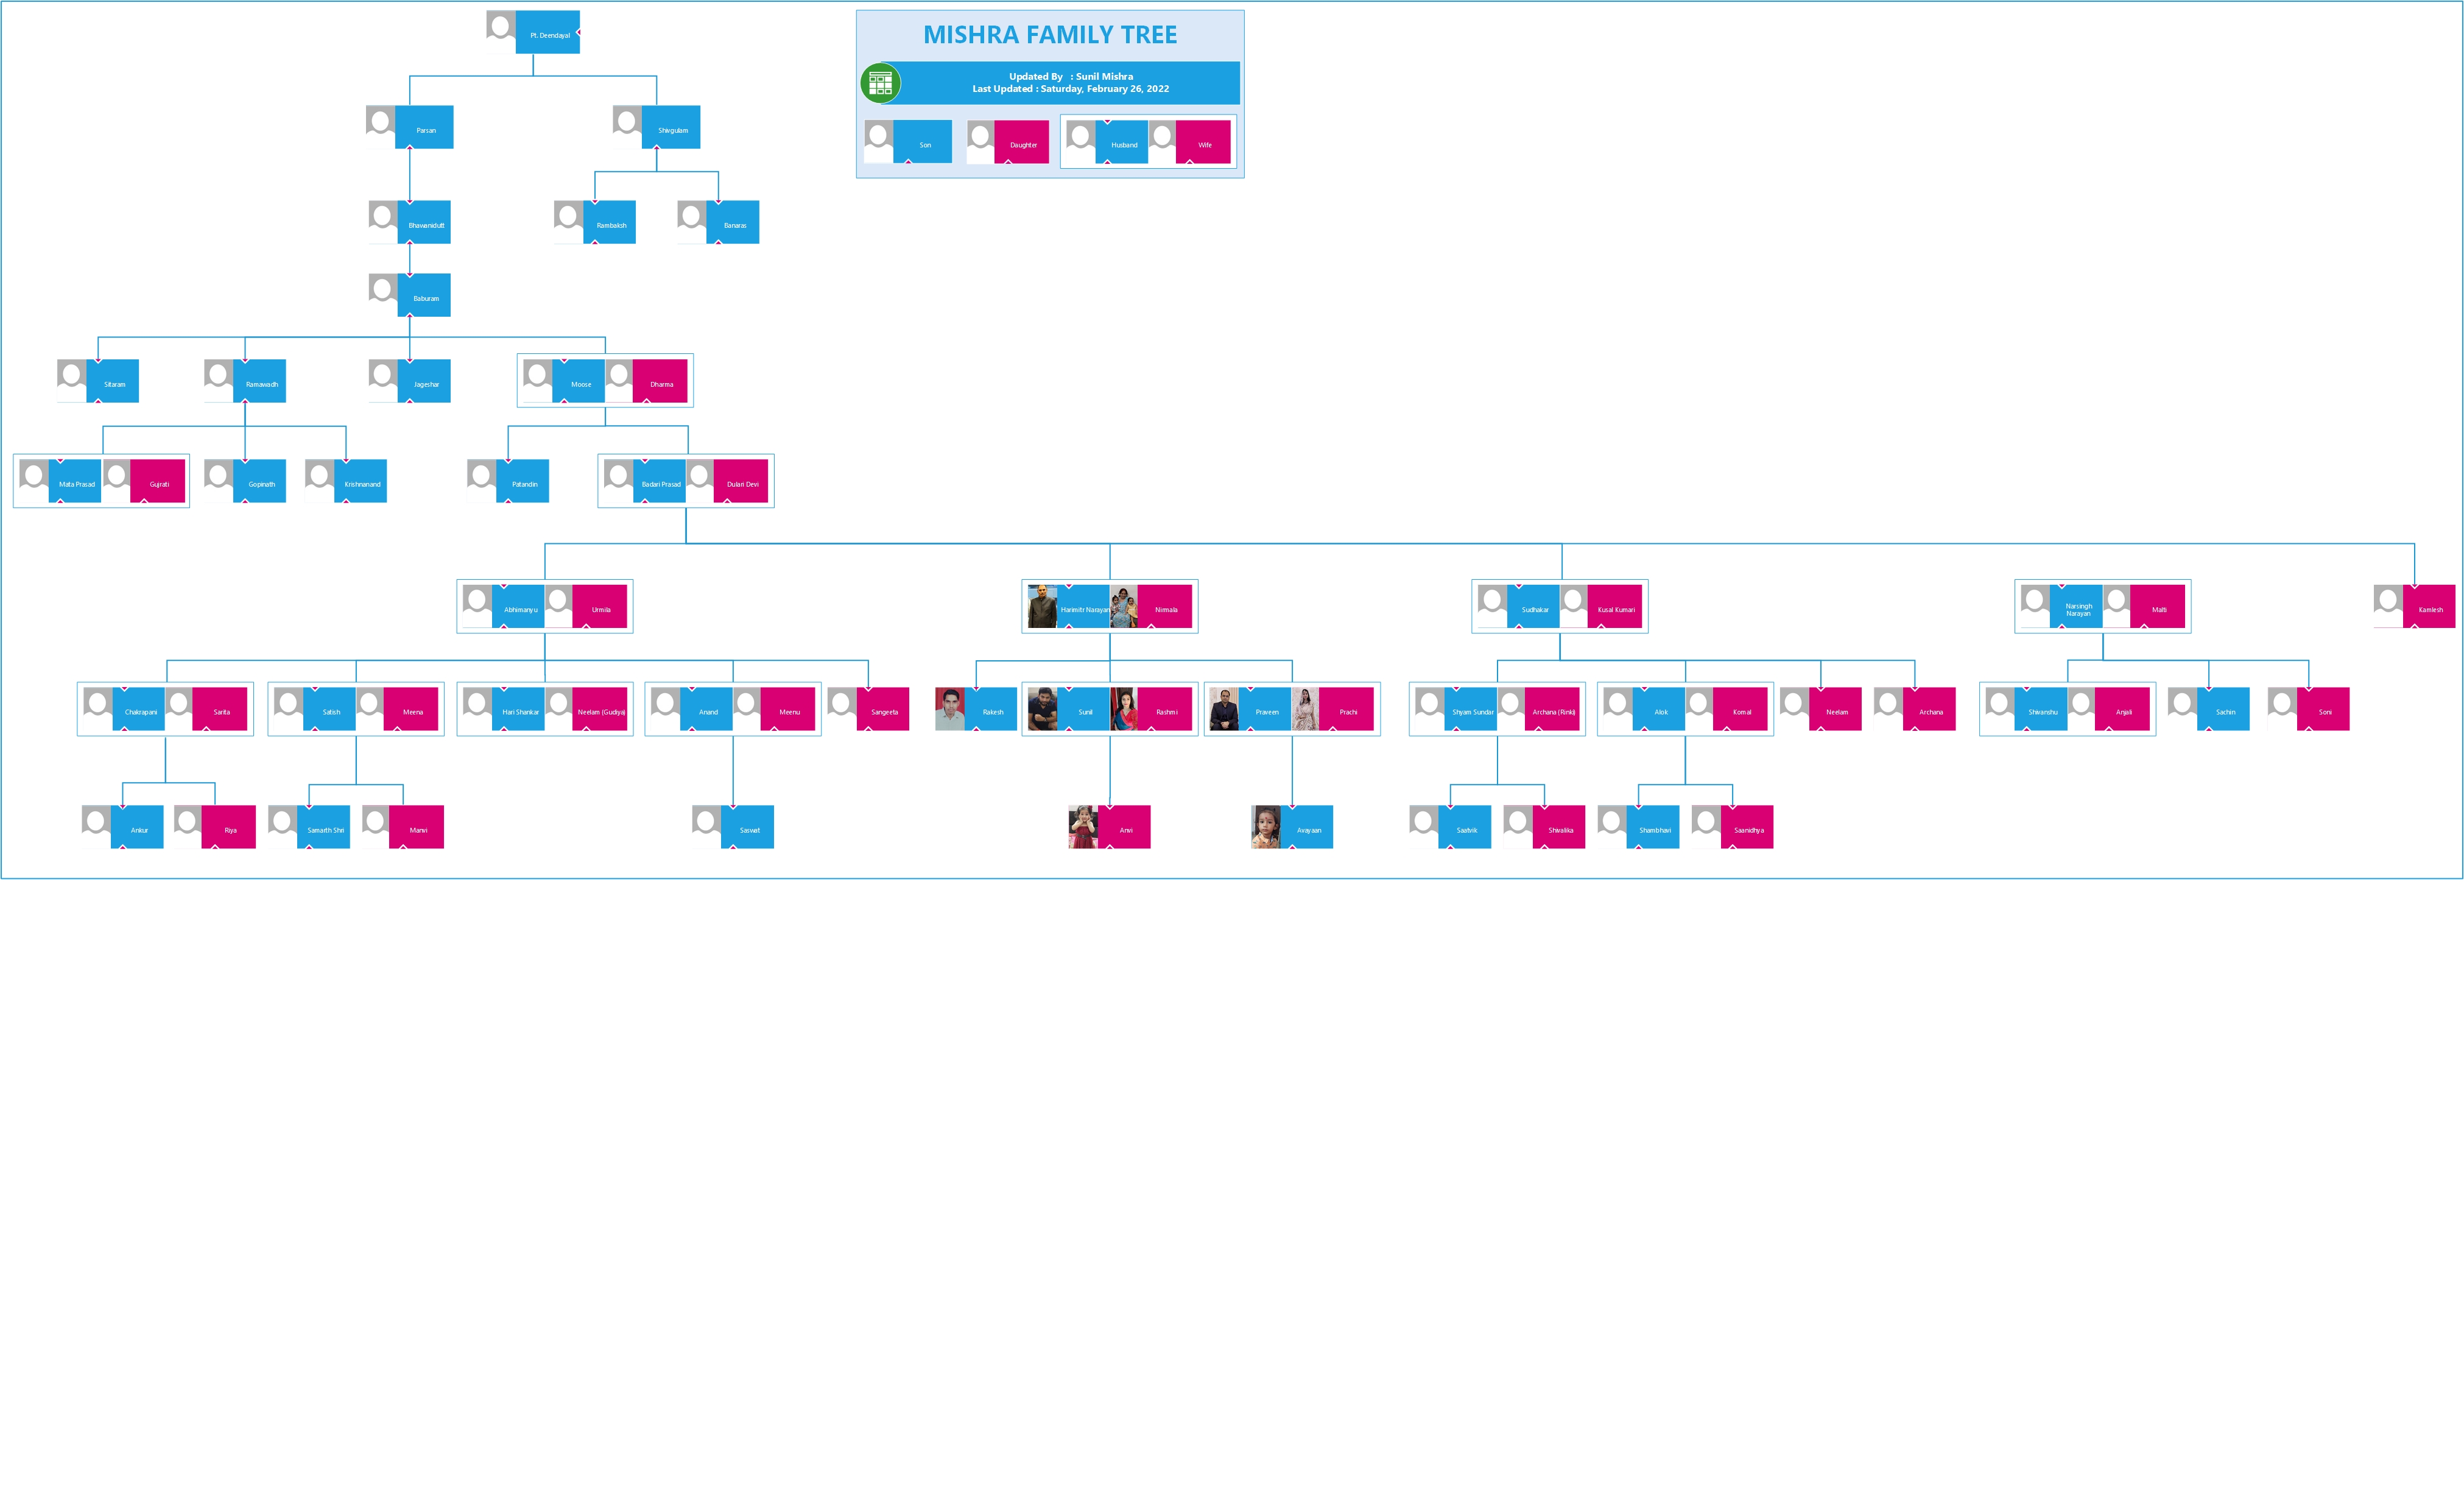 Pt. Deendayal
MISHRA FAMILY TREE
Updated By : Sunil Mishra
Last Updated : Saturday, February 26, 2022
Son
Daughter
Husband
Wife
Parsan
Shivgulam
Bhawanidutt
Rambaksh
Banaras
Baburam
Sitaram
Ramawadh
Jageshar
Moose
Dharma
Mata Prasad
Gujrati
Gopinath
Krishnanand
Patandin
Badari Prasad
Dulari Devi
Abhimanyu
Urmila
Harimitr Narayan
Nirmala
Sudhakar
Kusal Kumari
Narsingh
Narayan
Malti
Kamlesh
Chakrapani
Sarita
Satish
Meena
Hari Shankar
Neelam (Gudiya)
Anand
Meenu
Sangeeta
Rakesh
Sunil
Rashmi
Praveen
Prachi
Shyam Sundar
Archana (Rinki)
Alok
Komal
Neelam
Archana
Shivanshu
Anjali
Sachin
Soni
Ankur
Riya
Samarth Shri
Manvi
Saswat
Anvi
Avayaan
Saatvik
Shivalika
Shambhavi
Saanidhya